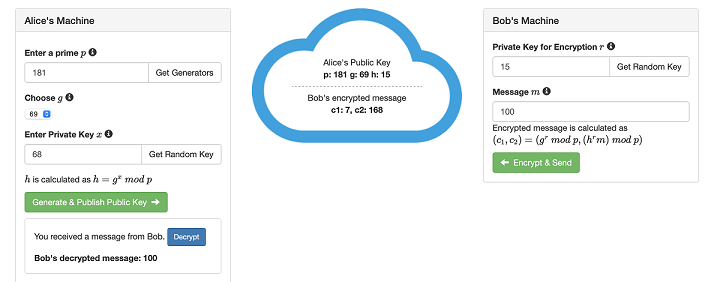 Alice's Machine
Enter a prime p
181
Get Generators
Choose g
69
Enter Private Key x
68
Get Random Key
h is calculated as h = g^x mod p
Generate & Publish Public Key →
You received a message from Bob. Decrypt
Bob's decrypted message: 100
Alice's Public Key
p: 181 g: 69 h: 15
Bob's encrypted message
c1: 7, c2: 168
Bob's Machine
Private Key for Encryption r
15
Get Random Key
Message m
100
Encrypted message is calculated as
(c₁, c₂) = (g^r mod p, (h^r m) mod p)
← Encrypt & Send